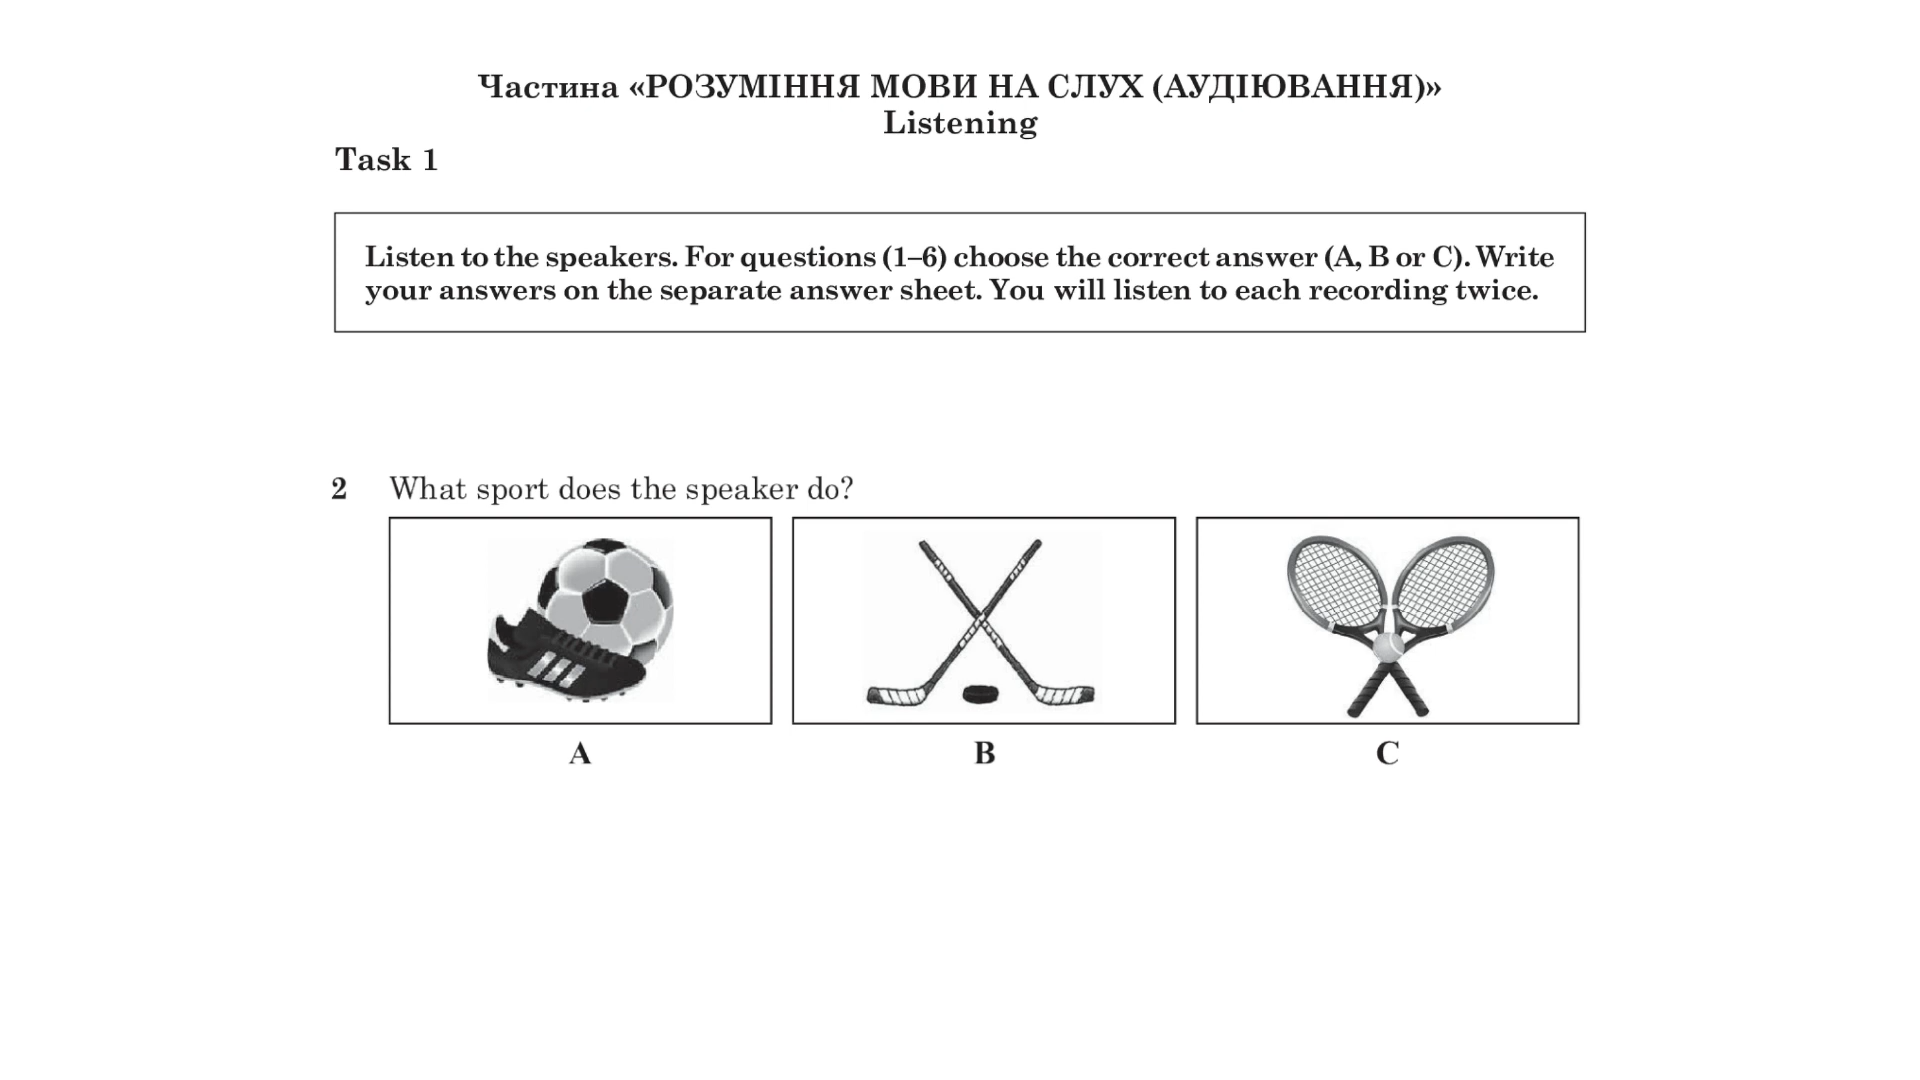 Частина «РОЗУМІННЯ МОВИ НА СЛУХ (АУДІЮВАННЯ)»
Listening
Task 1
Listen to the speakers. For questions (1–6) choose the correct answer (A, B or C). Write
your answers on the separate answer sheet. You will listen to each recording twice.
2 What sport does the speaker do?
A B C